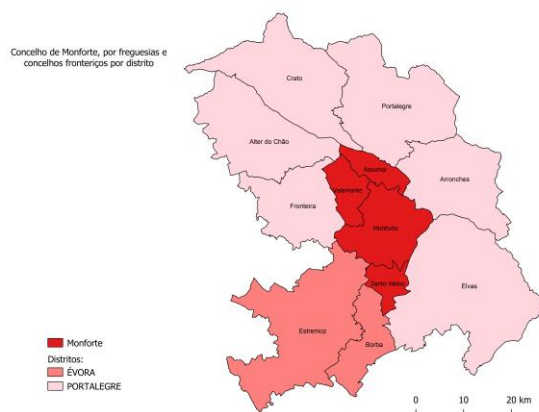 Concelho de Monforte, por freguesias e
concelhos fronteriços por distrito
Crato
Portalegre
Alter do Chão
Assumar
Vaiamonte
Arronches
Fronteira
Monforte
Santo Aleixo
Elvas
Estremoz
Borba
Monforte
Distritos:
ÉVORA
PORTALEGRE
0 10 20 km